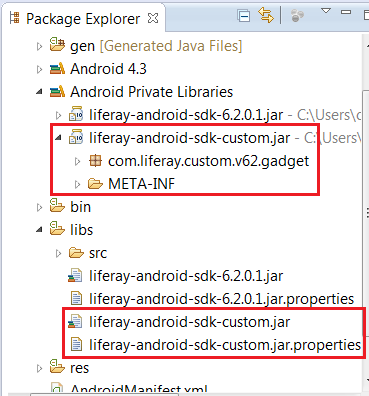 Package Explorer
gen [Generated Java Files]
Android 4.3
Android Private Libraries
liferay-android-sdk-6.2.0.1.jar - C:\Users\
liferay-android-sdk-custom.jar - C:\Users
com.liferay.custom.v62.gadget
META-INF
bin
libs
src
liferay-android-sdk-6.2.0.1.jar
liferay-android-sdk-6.2.0.1.jar.properties
liferay-android-sdk-custom.jar
liferay-android-sdk-custom.jar.properties
res
AndroidManifest.xml